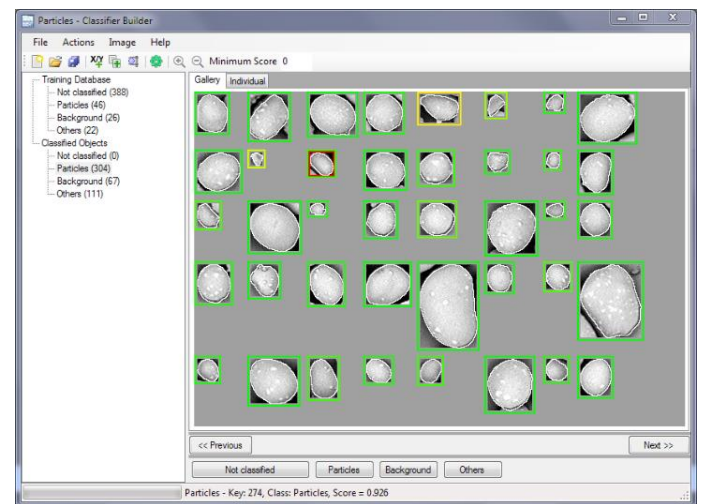 Particles - Classifier Builder
File Actions Image Help
X/Y Minimum Score 0
Training Database
Not classified (388)
Particles (46)
Background (26)
Others (22)
Classified Objects
Not classified (0)
Particles (304)
Background (67)
Others (111)
Gallery Individual
<< Previous Next >>
Not classified Particles Background Others
Particles - Key: 274, Class: Particles, Score = 0.926